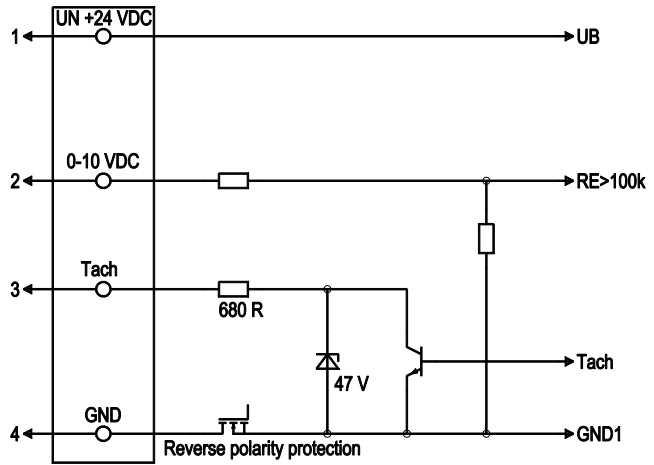 UN +24 VDC
1
UB
0-10 VDC
2
RE>100k
Tach
3
680 R
47 V
Tach
GND
4
GND1
Reverse polarity protection